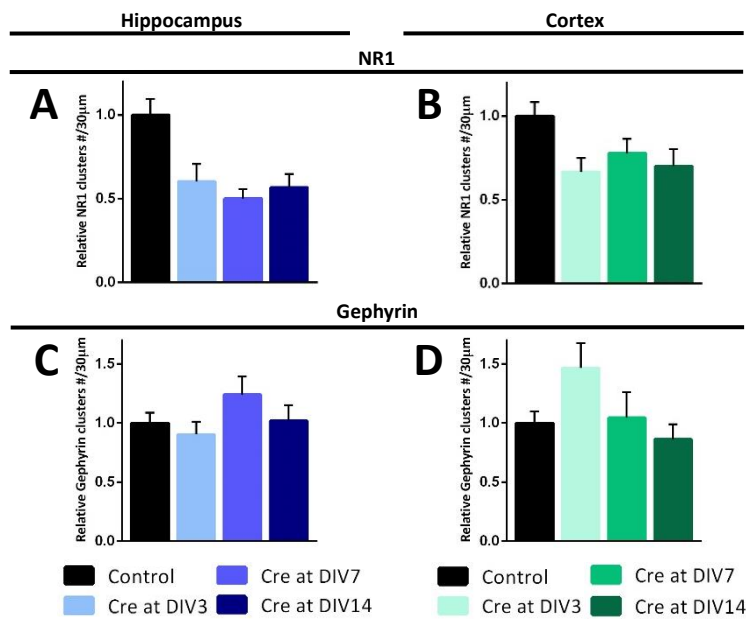 Hippocampus
Cortex
NR1
A
Relative NR1 clusters #/30µm
1.0
0.5
0.0
B
Relative NR1 clusters #/30µm
1.0
0.5
0.0
Gephyrin
C
Relative Gephyrin clusters #/30µm
1.5
1.0
0.5
0.0
D
Relative Gephyrin clusters #/30µm
1.5
1.0
0.5
0.0
Control
Cre at DIV7
Cre at DIV3
Cre at DIV14
Control
Cre at DIV7
Cre at DIV3
Cre at DIV14